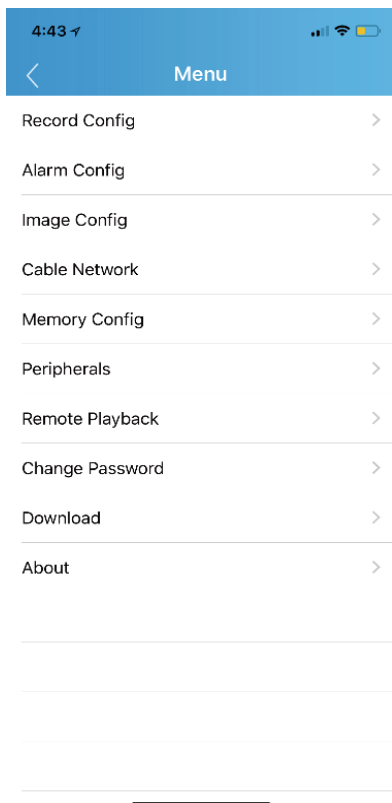 4:43
Menu
Record Config
Alarm Config
Image Config
Cable Network
Memory Config
Peripherals
Remote Playback
Change Password
Download
About